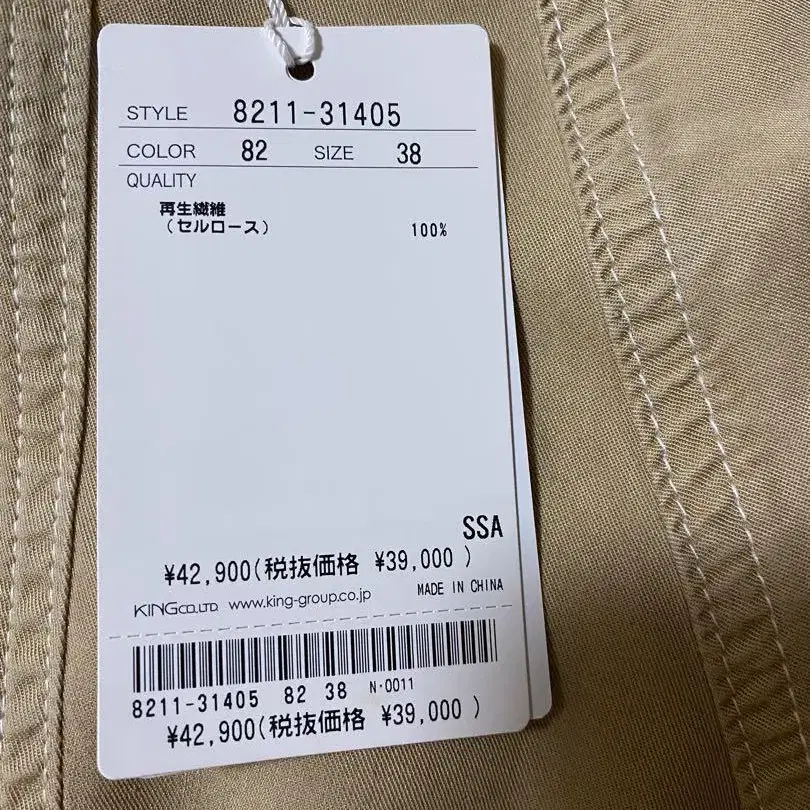 STYLE 8211-31405
COLOR 82 SIZE 38
QUALITY
再生繊維
（セルロース） 100%
SSA
¥42,900(税抜価格 ¥39,000 )
KING CO.,LTD. www.king-group.co.jp MADE IN CHINA
8211-31405 82 38 N-0011
¥42,900(税抜価格 ¥39,000 )